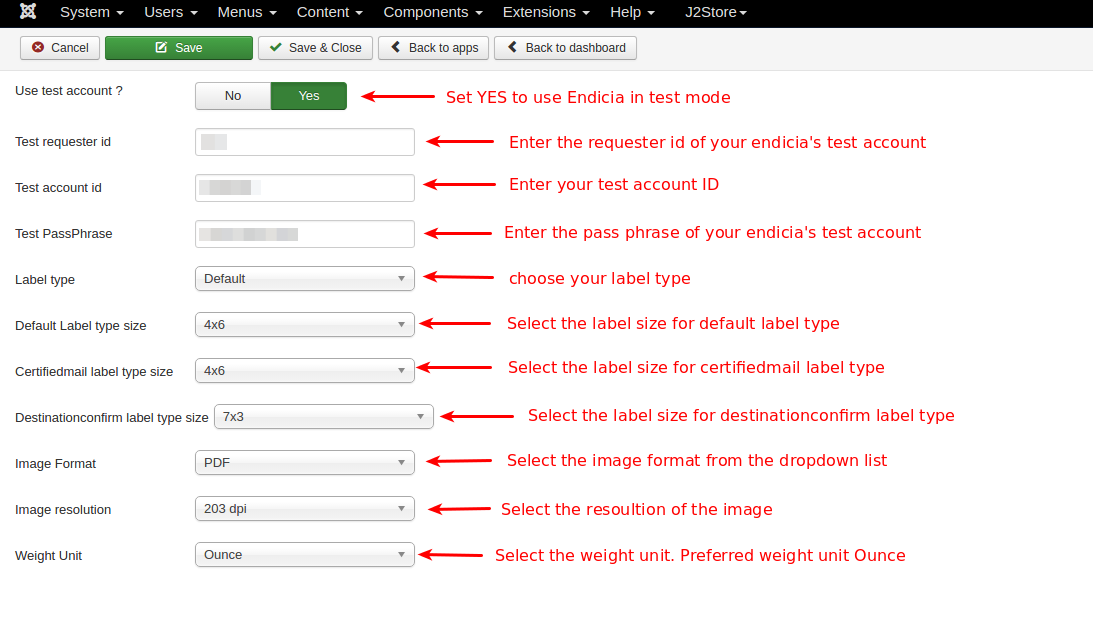 System Users Menus Content Components Extensions Help J2Store
Cancel Save Save & Close Back to apps Back to dashboard
Use test account ? No Yes Set YES to use Endicia in test mode
Test requester id Enter the requester id of your endicia's test account
Test account id Enter your test account ID
Test PassPhrase Enter the pass phrase of your endicia's test account
Label type Default choose your label type
Default Label type size 4x6 Select the label size for default label type
Certifiedmail label type size 4x6 Select the label size for certifiedmail label type
Destinationconfirm label type size 7x3 Select the label size for destinationconfirm label type
Image Format PDF Select the image format from the dropdown list
Image resolution 203 dpi Select the resoultion of the image
Weight Unit Ounce Select the weight unit. Preferred weight unit Ounce